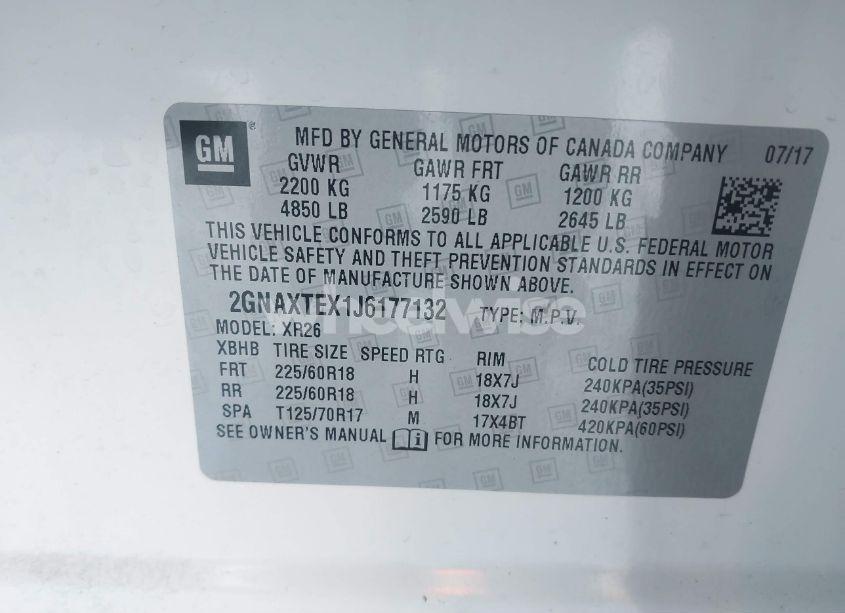 GM ® MFD BY GENERAL MOTORS OF CANADA COMPANY 07/17
GVWR GAWR FRT GAWR RR
2200 KG 1175 KG 1200 KG
4850 LB 2590 LB 2645 LB
THIS VEHICLE CONFORMS TO ALL APPLICABLE U.S. FEDERAL MOTOR
VEHICLE SAFETY AND THEFT PREVENTION STANDARDS IN EFFECT ON
THE DATE OF MANUFACTURE SHOWN ABOVE.
2GNAXTEX1J6177132 TYPE: M.P.V.
wheelwise
MODEL: XR26
XBHB TIRE SIZE SPEED RTG RIM COLD TIRE PRESSURE
FRT 225/60R18 H 18X7J 240KPA(35PSI)
RR 225/60R18 H 18X7J 240KPA(35PSI)
SPA T125/70R17 M 17X4BT 420KPA(60PSI)
SEE OWNER'S MANUAL i FOR MORE INFORMATION.